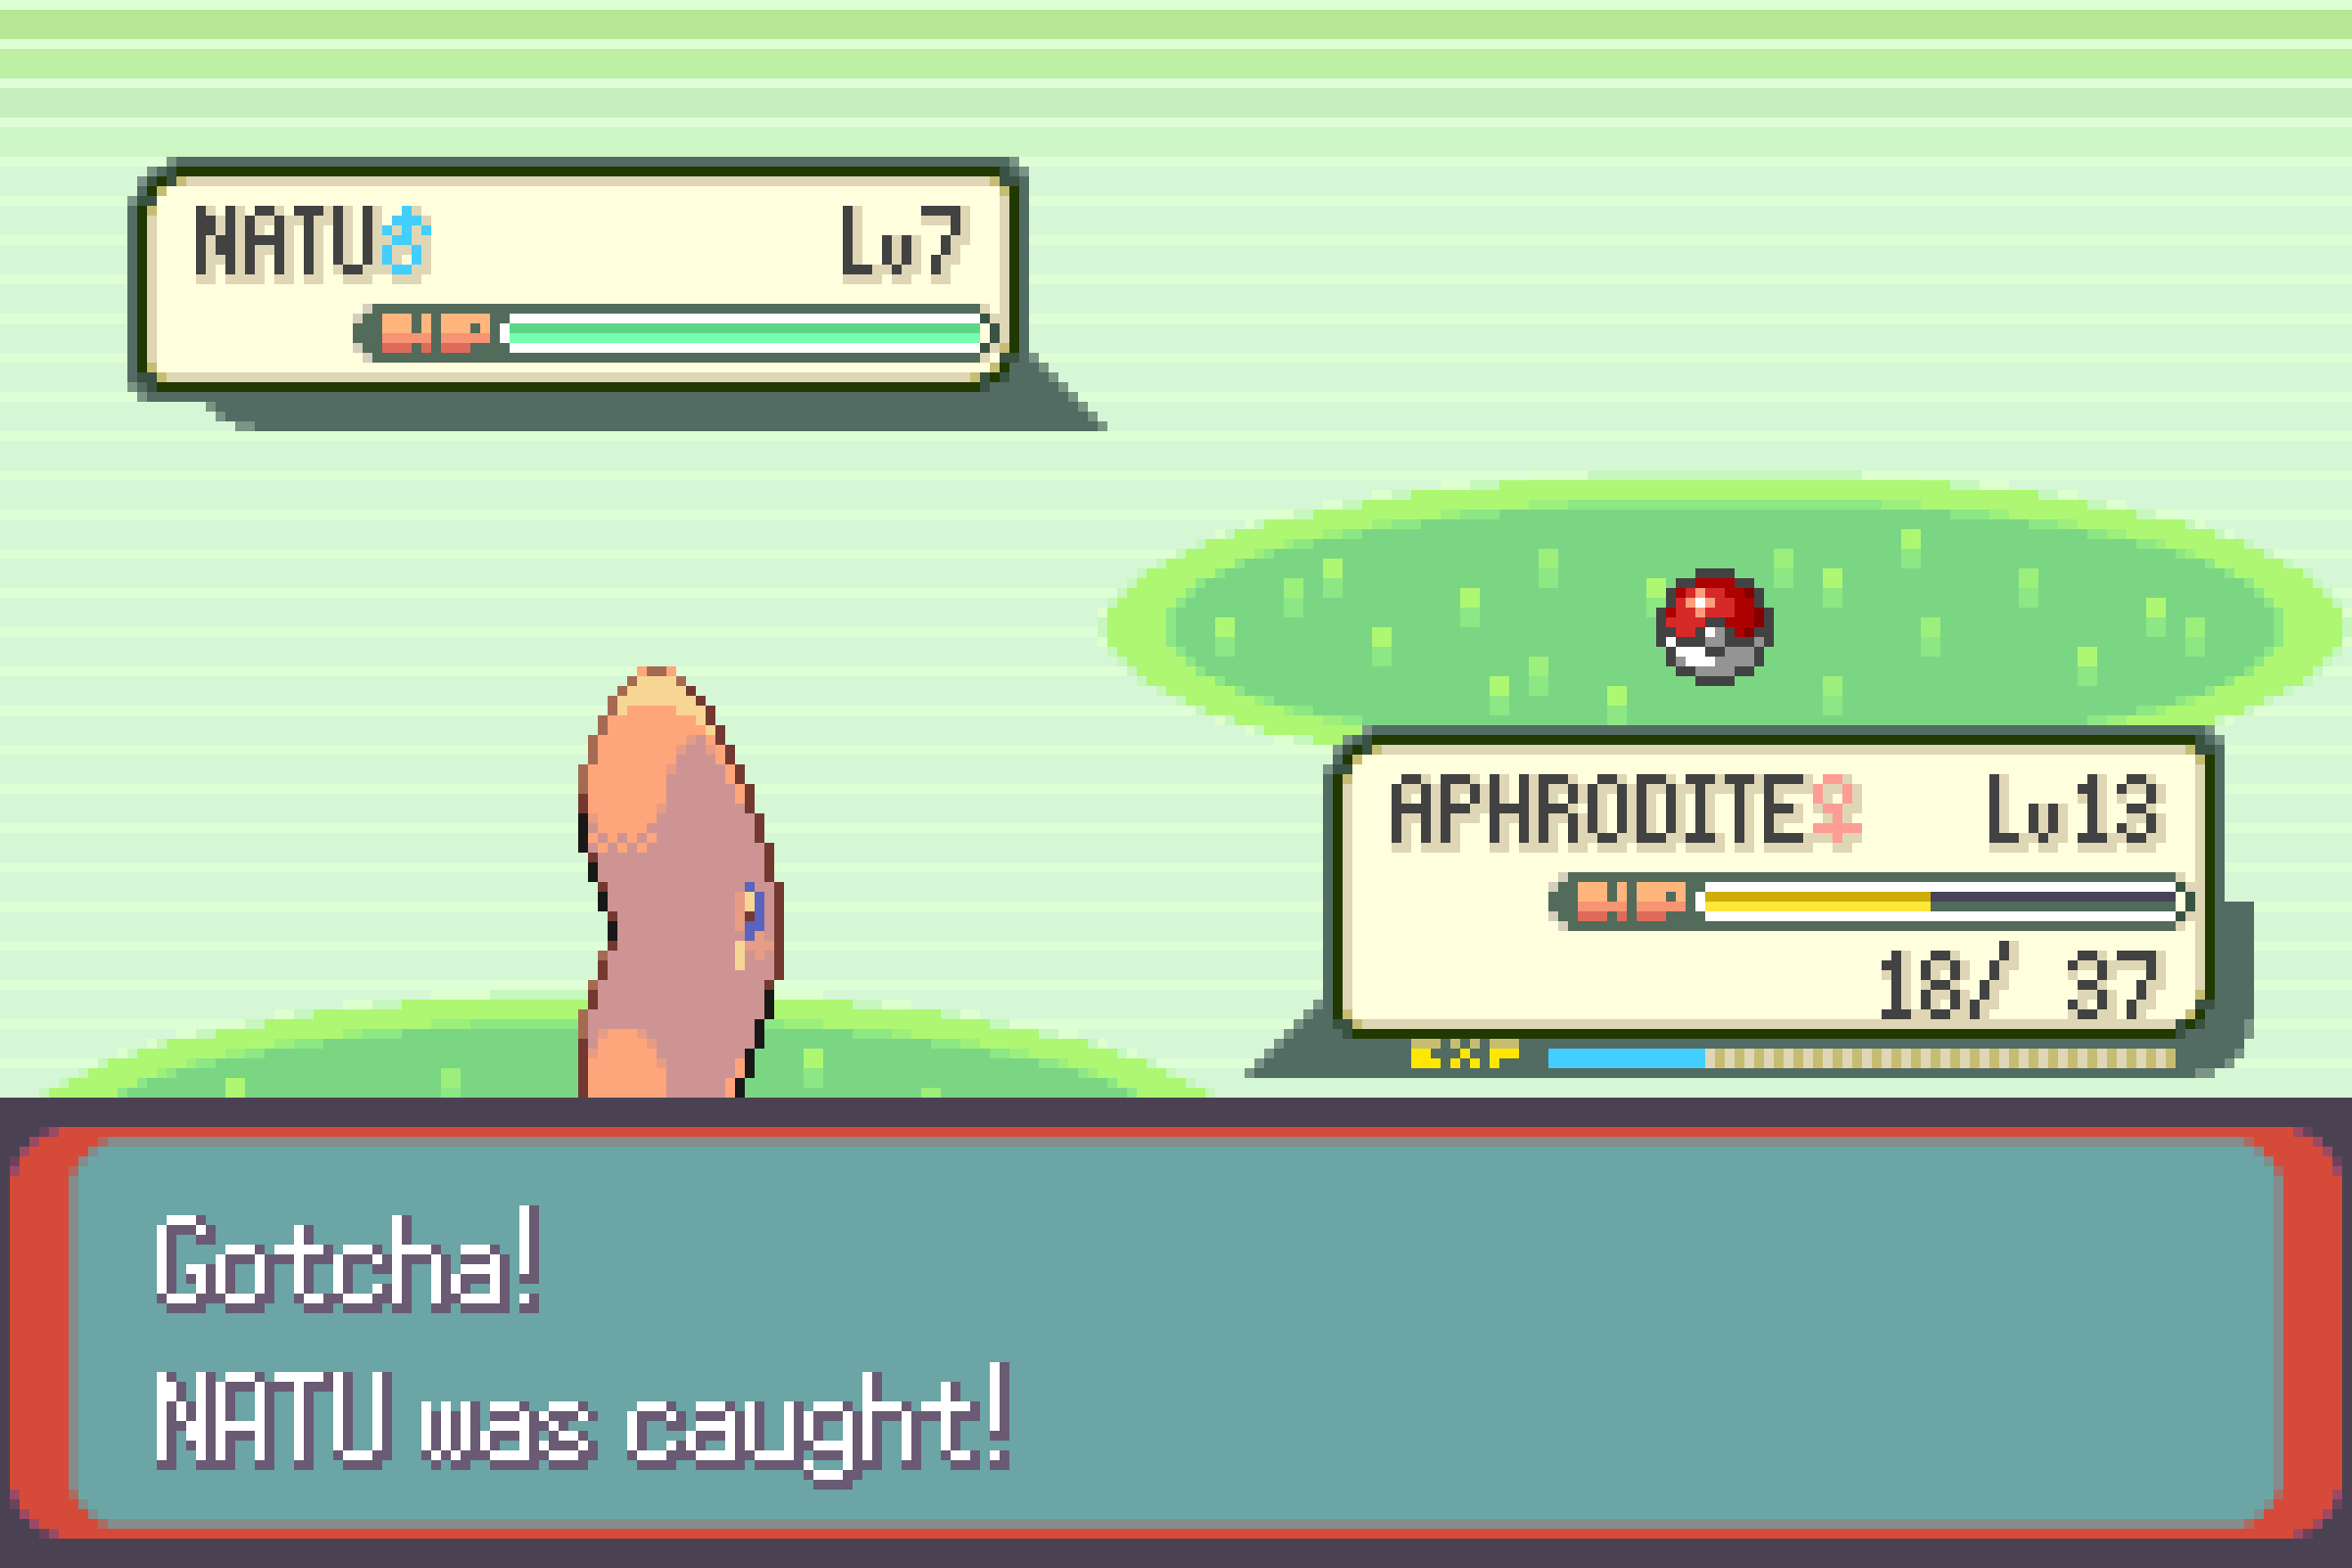 NATU♂ Lv7
HP
APHRODITE♀ Lv13
HP
18/ 37
EXP
Gotcha!
NATU was caught!